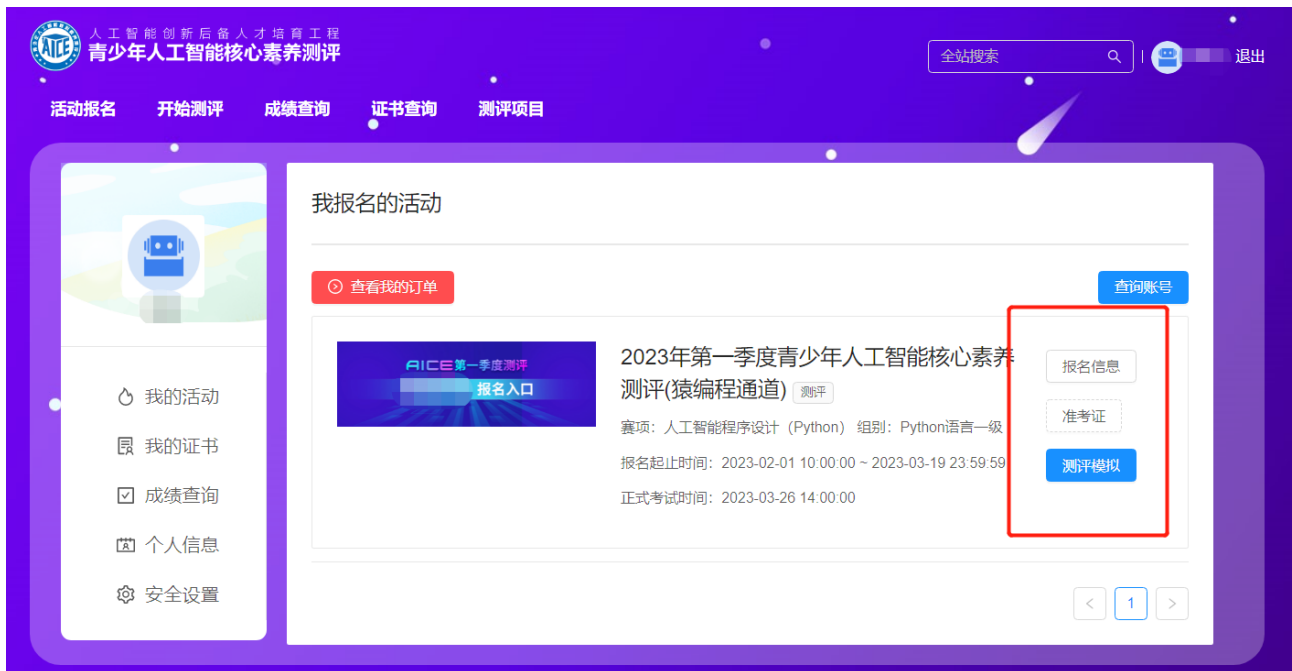 人工智能创新后备人才培育工程
AICE 青少年人工智能核心素养测评
全站搜索 退出
活动报名 开始测评 成绩查询 证书查询 测评项目
我报名的活动
查看我的订单 查询账号
AICE第一季度测评
报名入口
2023年第一季度青少年人工智能核心素养
测评(猿编程通道) 测评
赛项：人工智能程序设计（Python） 组别：Python语言一级
报名起止时间：2023-02-01 10:00:00 ~ 2023-03-19 23:59:59
正式考试时间：2023-03-26 14:00:00
报名信息
准考证
测评模拟
我的活动
我的证书
成绩查询
个人信息
安全设置
< 1 >